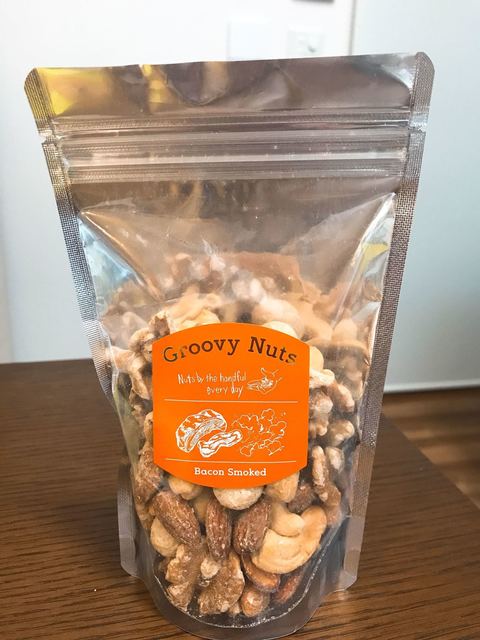 Groovy Nuts
Nuts by the handful
every day
Bacon Smoked